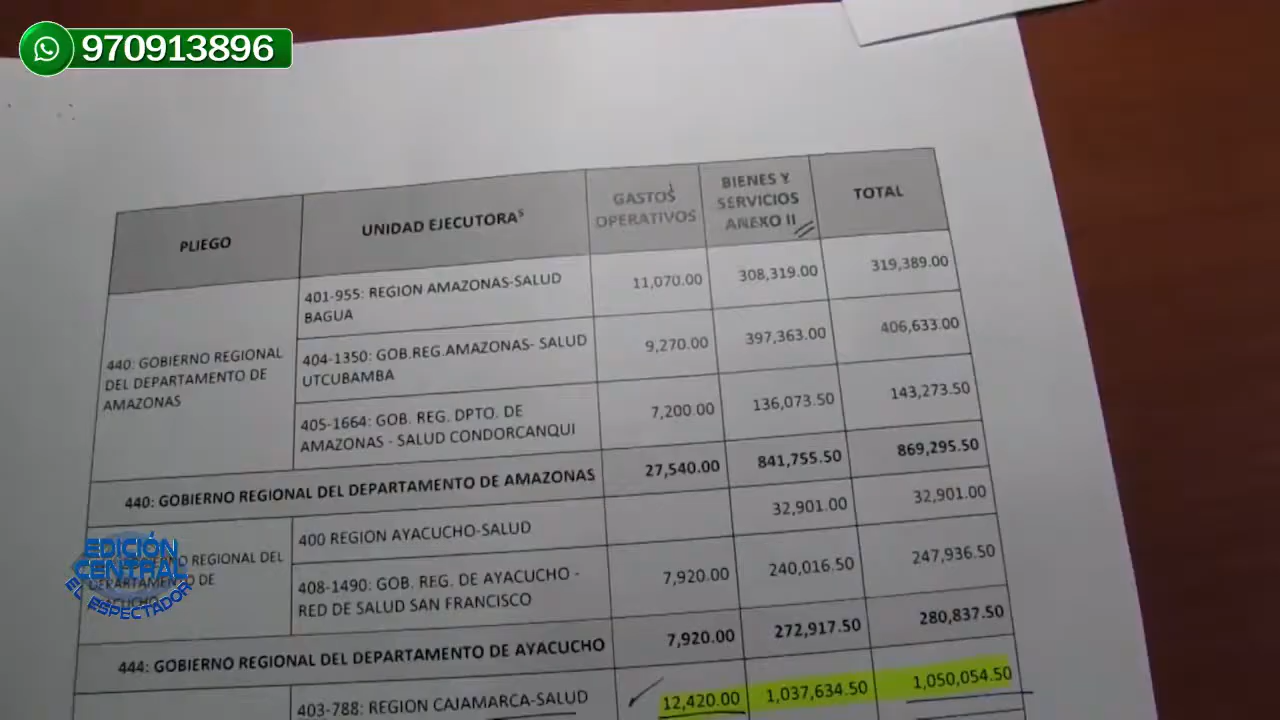 970913896
PLIEGO
UNIDAD EJECUTORA⁵
GASTOS
OPERATIVOS
BIENES Y
SERVICIOS
ANEXO II
TOTAL
440: GOBIERNO REGIONAL
DEL DEPARTAMENTO DE
AMAZONAS
401-955: REGION AMAZONAS-SALUD
BAGUA
11,070.00
308,319.00
319,389.00
404-1350: GOB.REG.AMAZONAS- SALUD
UTCUBAMBA
9,270.00
397,363.00
406,633.00
405-1664: GOB. REG. DPTO. DE
AMAZONAS - SALUD CONDORCANQUI
7,200.00
136,073.50
143,273.50
440: GOBIERNO REGIONAL DEL DEPARTAMENTO DE AMAZONAS
27,540.00
841,755.50
869,295.50
REGIONAL DEL
DE
400 REGION AYACUCHO-SALUD
32,901.00
32,901.00
408-1490: GOB. REG. DE AYACUCHO -
RED DE SALUD SAN FRANCISCO
7,920.00
240,016.50
247,936.50
444: GOBIERNO REGIONAL DEL DEPARTAMENTO DE AYACUCHO
7,920.00
272,917.50
280,837.50
403-788: REGION CAJAMARCA-SALUD
12,420.00
1,037,634.50
1,050,054.50
EDICIÓN
CENTRAL
EL ESPECTADOR